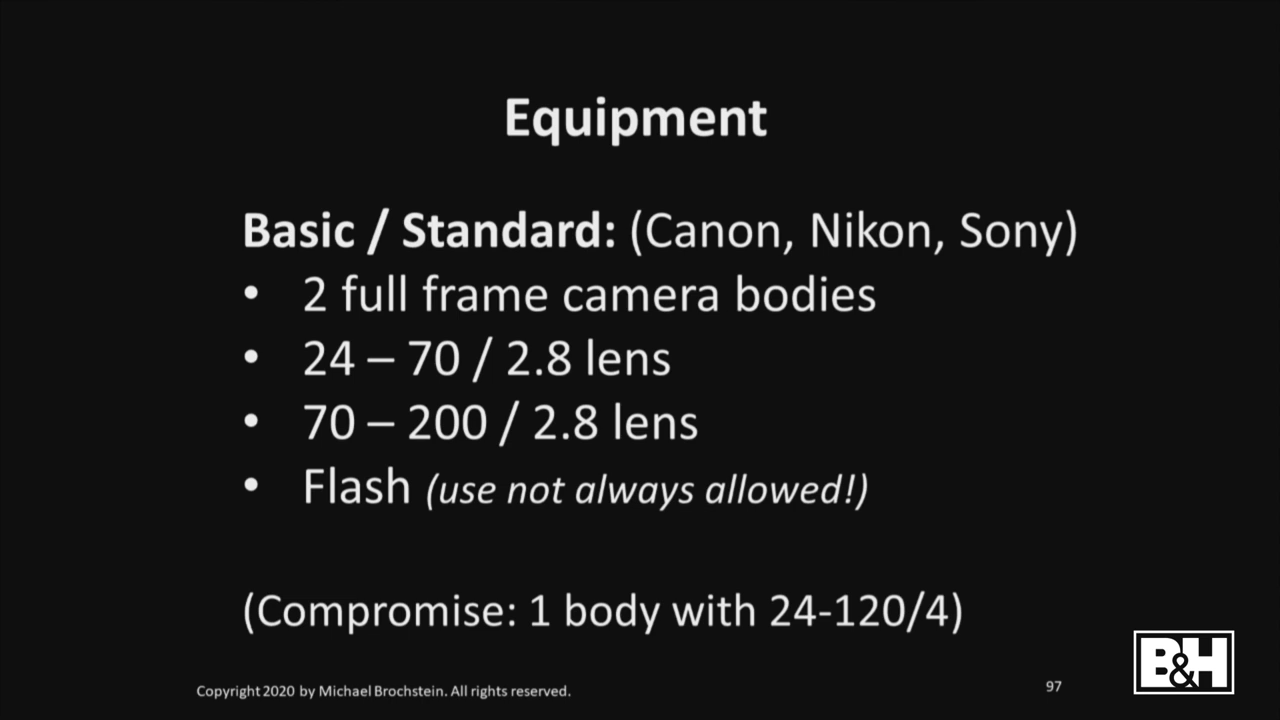 Equipment
Basic / Standard: (Canon, Nikon, Sony)
• 2 full frame camera bodies
• 24 – 70 / 2.8 lens
• 70 – 200 / 2.8 lens
• Flash (use not always allowed!)
(Compromise: 1 body with 24-120/4)
Copyright 2020 by Michael Brochstein. All rights reserved.
97
B&H